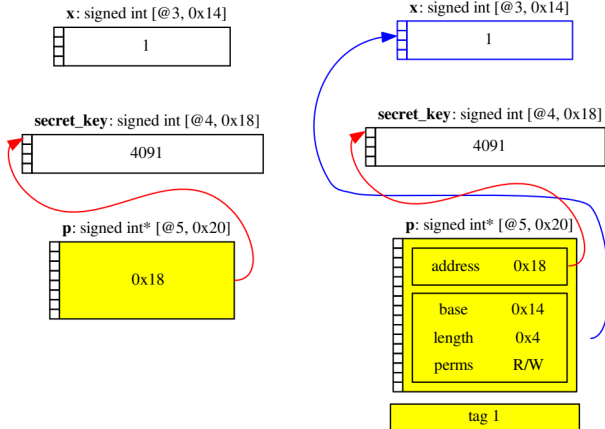 x: signed int [@3, 0x14]
1
secret_key: signed int [@4, 0x18]
4091
p: signed int* [@5, 0x20]
0x18
x: signed int [@3, 0x14]
1
secret_key: signed int [@4, 0x18]
4091
p: signed int* [@5, 0x20]
address 0x18
base 0x14
length 0x4
perms R/W
tag 1